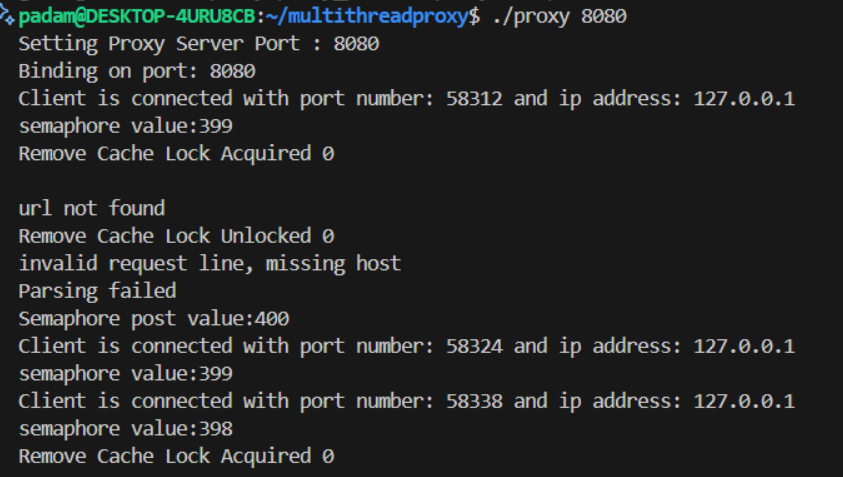 padam@DESKTOP-4URU8CB:~/multithreadproxy$ ./proxy 8080
Setting Proxy Server Port : 8080
Binding on port: 8080
Client is connected with port number: 58312 and ip address: 127.0.0.1
semaphore value:399
Remove Cache Lock Acquired 0
url not found
Remove Cache Lock Unlocked 0
invalid request line, missing host
Parsing failed
Semaphore post value:400
Client is connected with port number: 58324 and ip address: 127.0.0.1
semaphore value:399
Client is connected with port number: 58338 and ip address: 127.0.0.1
semaphore value:398
Remove Cache Lock Acquired 0